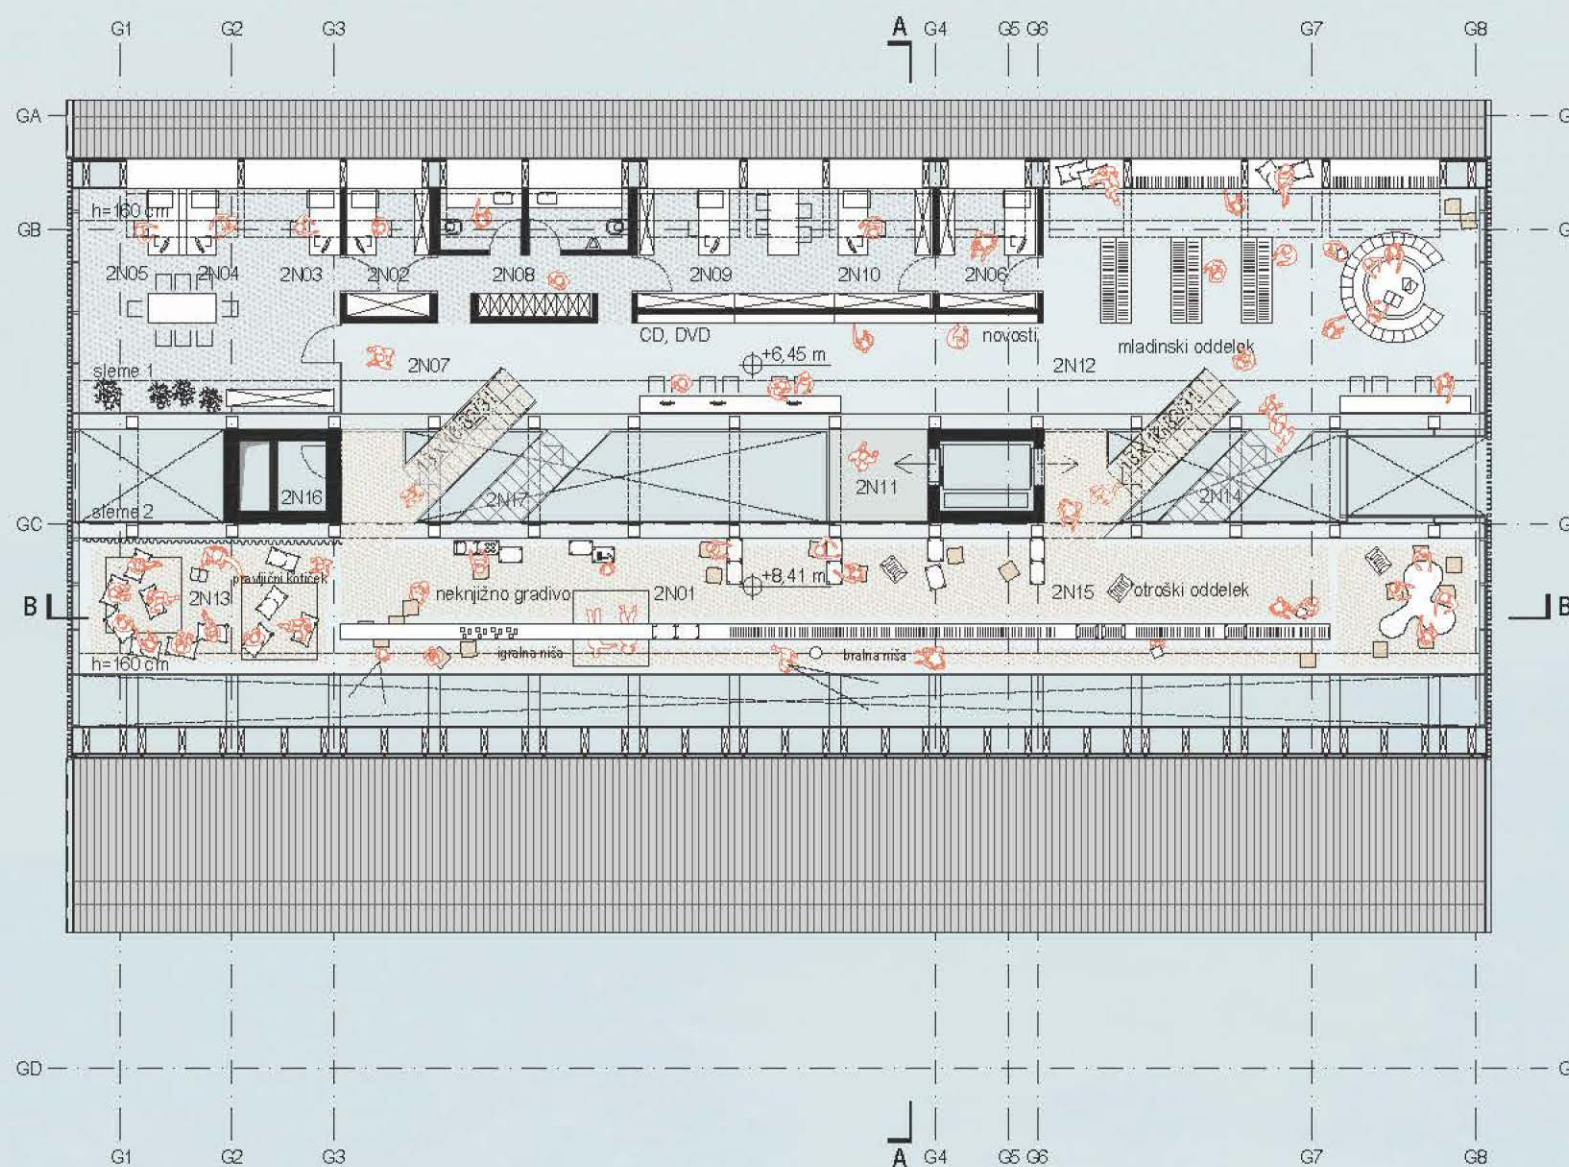 G1 G2 G3 A G4 G5 G6 G7 G8
GA G
h=160 cm
GB G
2N05 2N04 2N03 2N02 2N08 2N09 2N10 2N06
CD, DVD novosti
mladinski oddelek
+6,45 m
2N07 2N12
sleme 1
2N16 2N17 2N11 2N14
sleme 2
GC G
pravljični kotiček
+8,41 m
2N13 neknjižno gradivo 2N01 2N15 otroški oddelek
B B
igralna niša bralna niša
h=160 cm
GD G
G1 G2 G3 A G4 G5 G6 G7 G8